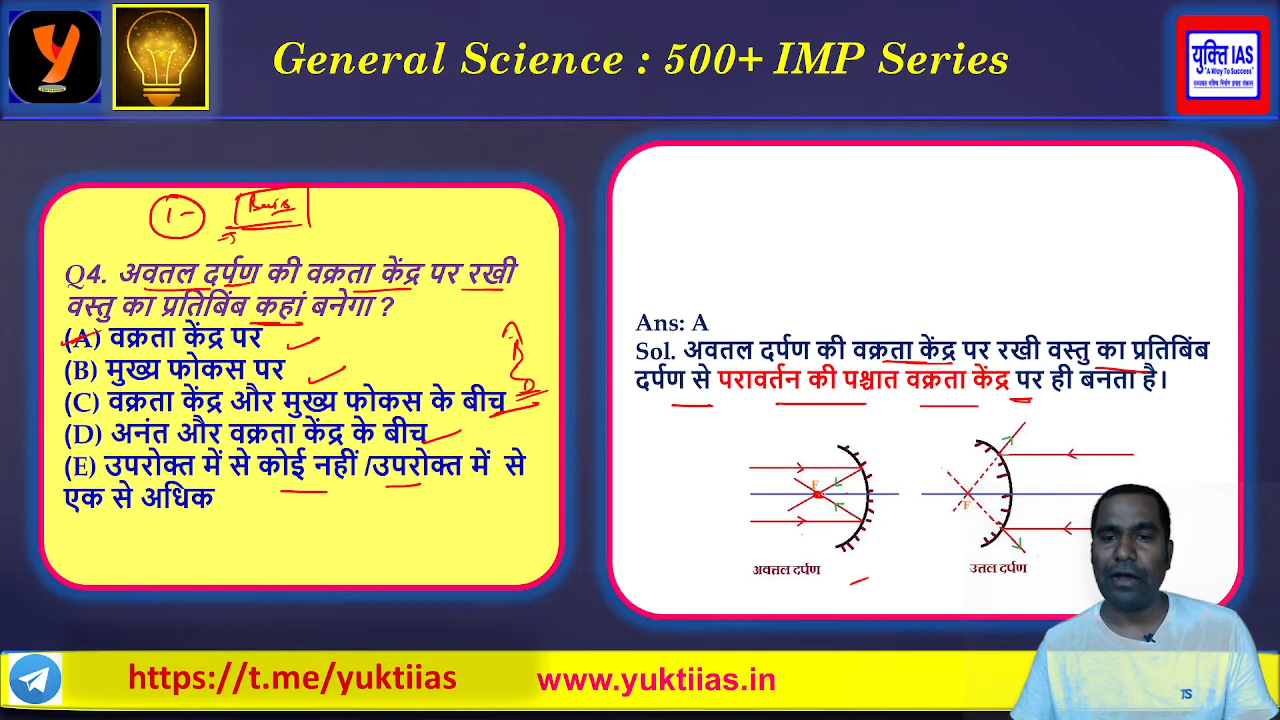 General Science : 500+ IMP Series
युक्ति IAS
"A Way To Success"
1-
Q4. अवतल दर्पण की वक्रता केंद्र पर रखी
वस्तु का प्रतिबिंब कहां बनेगा ?
(A) वक्रता केंद्र पर
(B) मुख्य फोकस पर
(C) वक्रता केंद्र और मुख्य फोकस के बीच
(D) अनंत और वक्रता केंद्र के बीच
(E) उपरोक्त में से कोई नहीं /उपरोक्त में से
एक से अधिक
Ans: A
Sol. अवतल दर्पण की वक्रता केंद्र पर रखी वस्तु का प्रतिबिंब
दर्पण से परावर्तन की पश्चात वक्रता केंद्र पर ही बनता है।
F
F
अवत्तल दर्पण
उत्तल दर्पण
https://t.me/yuktiias
www.yuktiias.in